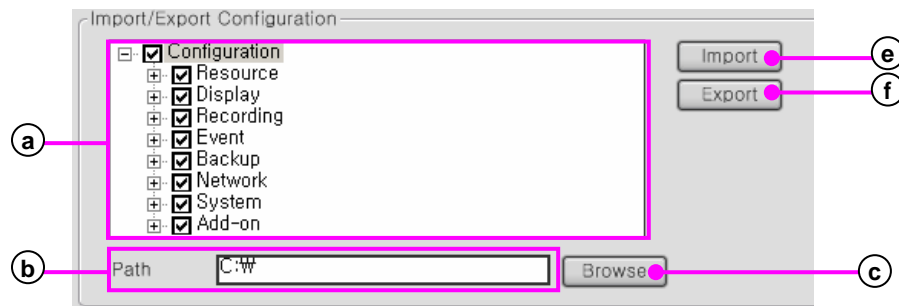 Import/Export Configuration
Configuration
Resource
Display
Recording
Event
Backup
Network
System
Add-on
Import
Export
e
f
a
b
Path
C:₩
Browse
c